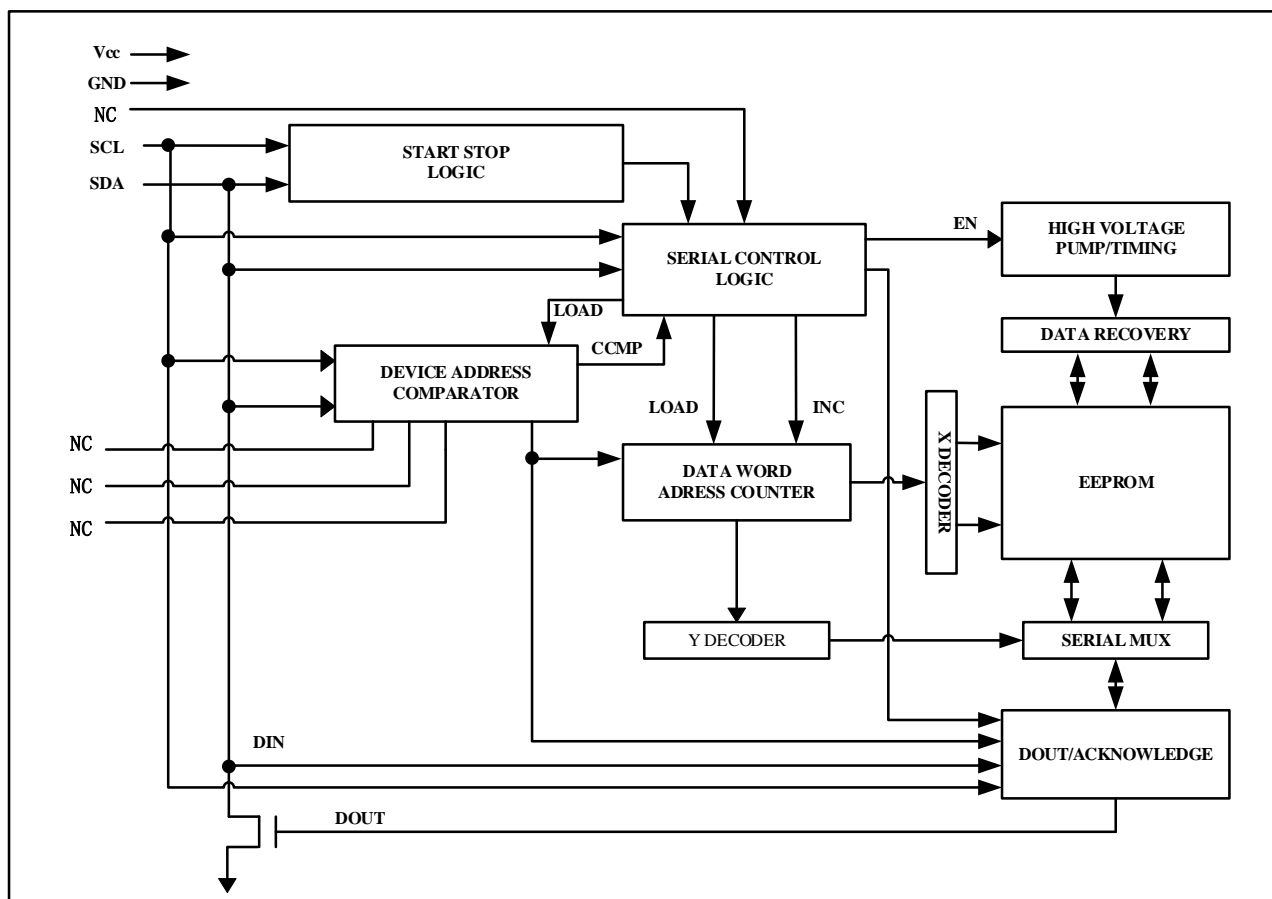 Vcc
GND
NC
SCL
SDA
START STOP
LOGIC
SERIAL CONTROL
LOGIC
EN
HIGH VOLTAGE
PUMP/TIMING
LOAD
CCMP
DATA RECOVERY
DEVICE ADDRESS
COMPARATOR
LOAD
INC
NC
NC
NC
DATA WORD
ADRESS COUNTER
X DECODER
EEPROM
Y DECODER
SERIAL MUX
DIN
DOUT/ACKNOWLEDGE
DOUT